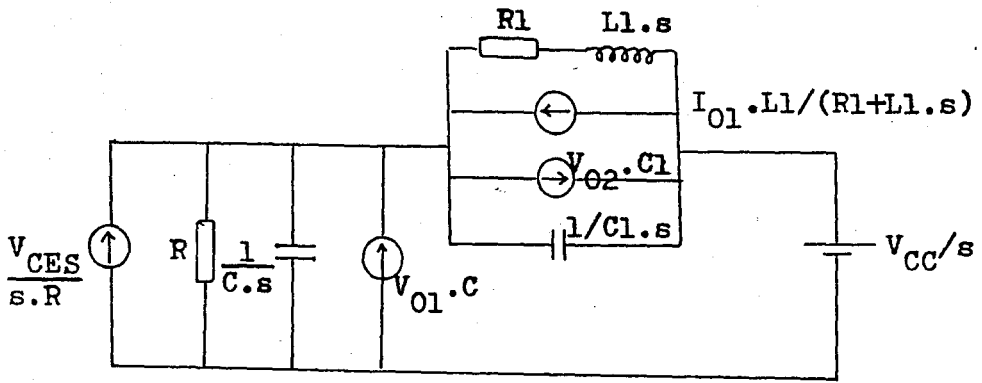 R1 L1.s
I01.L1/(R1+L1.s)
V02.C1
1/C1.s
VCES
s.R
R
1
C.s
V01.C
VCC/s